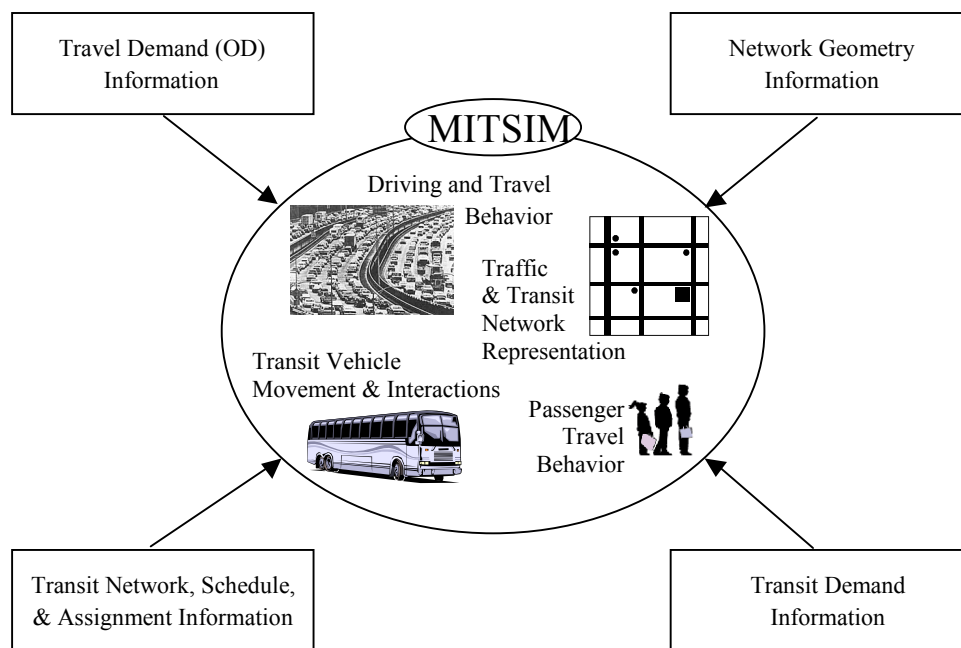 Travel Demand (OD)
Information
Network Geometry
Information
MITSIM
Driving and Travel
Behavior
Traffic
& Transit
Network
Representation
Transit Vehicle
Movement & Interactions
Passenger
Travel
Behavior
Transit Network, Schedule,
& Assignment Information
Transit Demand
Information